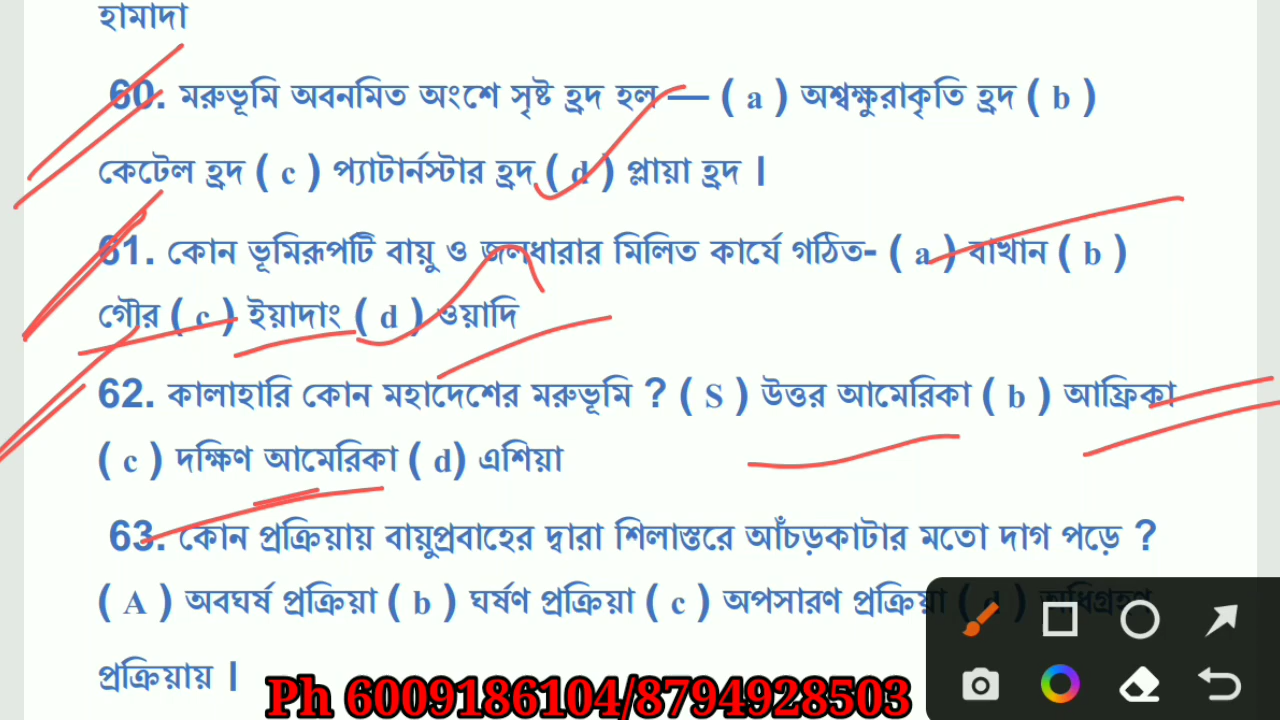 হামাদা
60. মরুভূমি অবনমিত অংশে সৃষ্ট হ্রদ হল — ( a ) অশ্বক্ষুরাকৃতি হ্রদ ( b )
কেটেল হ্রদ ( c ) প্যাটার্নস্টার হ্রদ ( d ) প্লায়া হ্রদ ।
61. কোন ভূমিরূপটি বায়ু ও জলধারার মিলিত কার্যে গঠিত- ( a ) বার্খান ( b )
গৌর ( c ) ইয়াদাং ( d ) ওয়াদি
62. কালাহারি কোন মহাদেশের মরুভূমি ? ( S ) উত্তর আমেরিকা ( b ) আফ্রিকা
( c ) দক্ষিণ আমেরিকা ( d) এশিয়া
63. কোন প্রক্রিয়ায় বায়ুপ্রবাহের দ্বারা শিলাস্তরে আঁচড়কাটার মতো দাগ পড়ে ?
( A ) অবঘর্ষ প্রক্রিয়া ( b ) ঘর্ষণ প্রক্রিয়া ( c ) অপসারণ প্রক্রিয়া ( d ) অধিগ্রহণ
প্রক্রিয়ায় ।
Ph 6009186104/8794928503